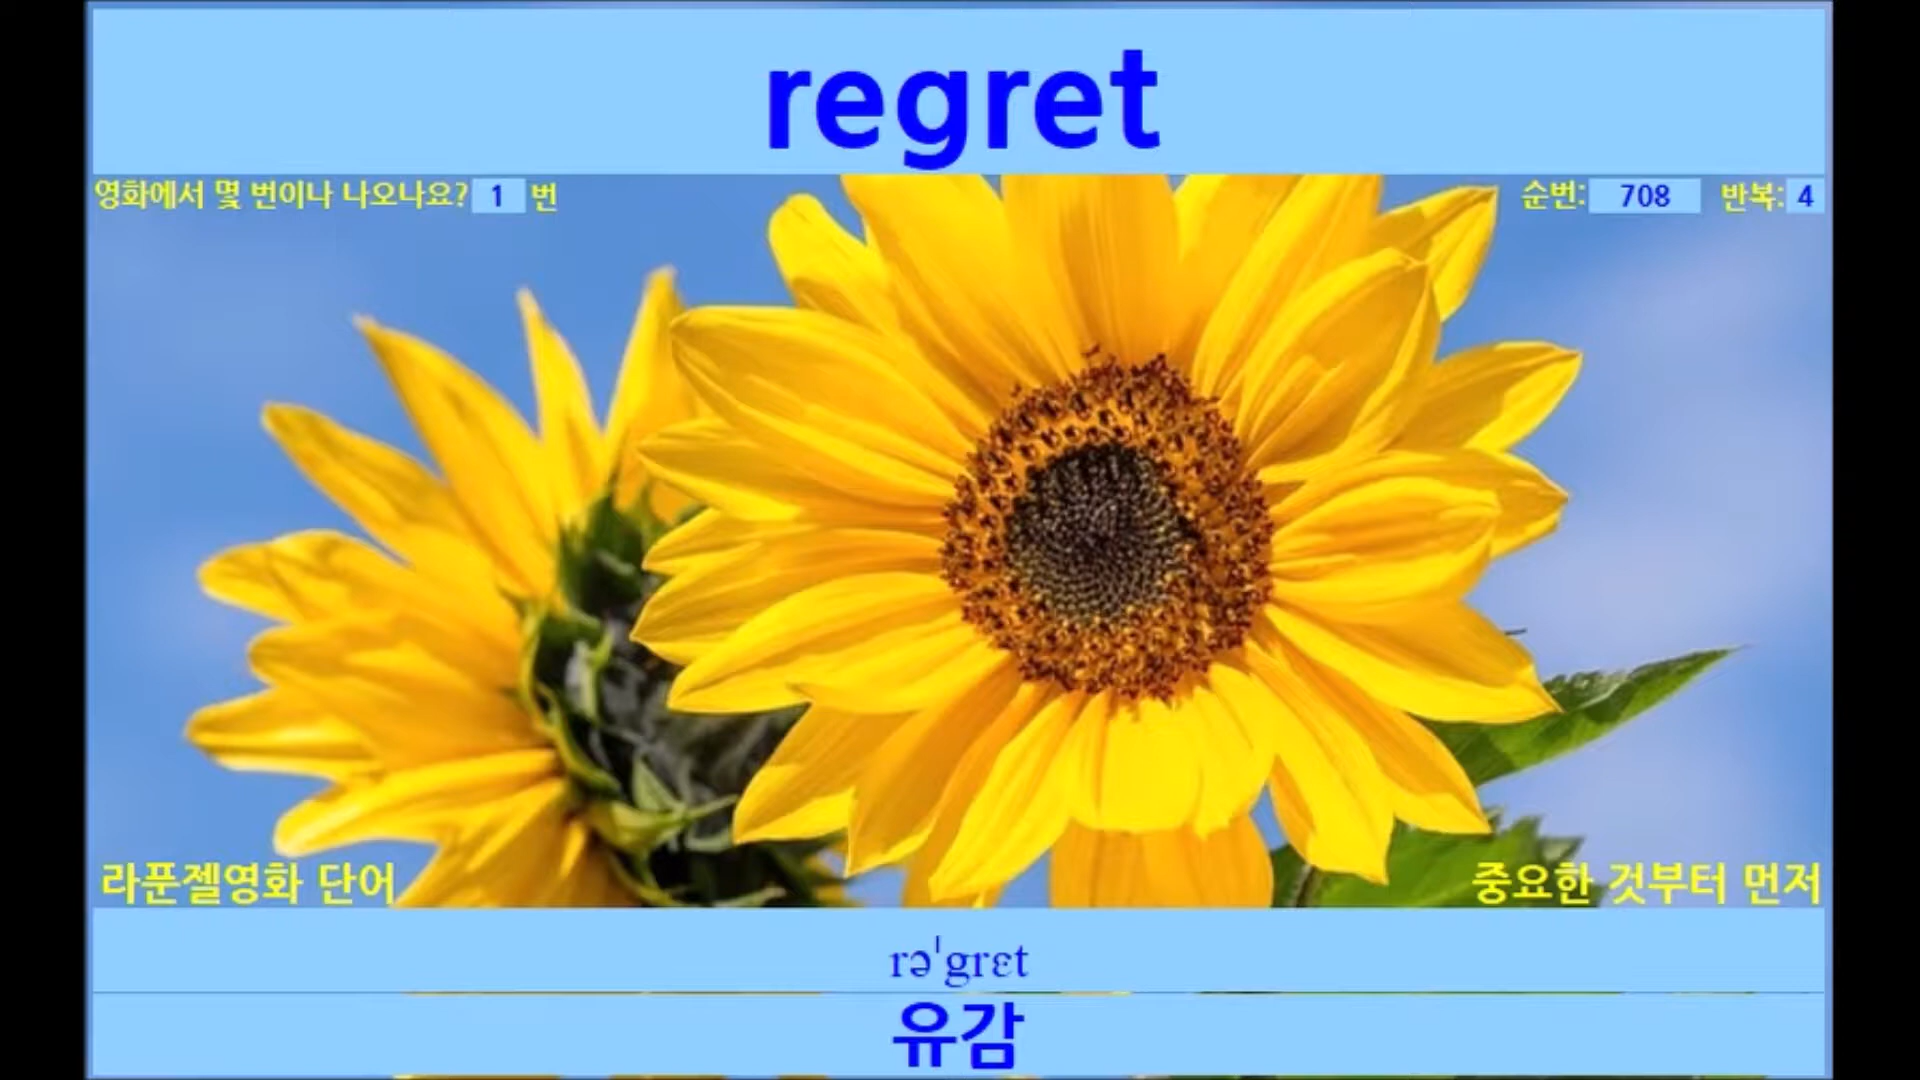 regret
영화에서 몇 번이나 나오나요? 1 번
순번: 708 반복: 4
라푼젤영화 단어
중요한 것부터 먼저
rəˈgrɛt
유감